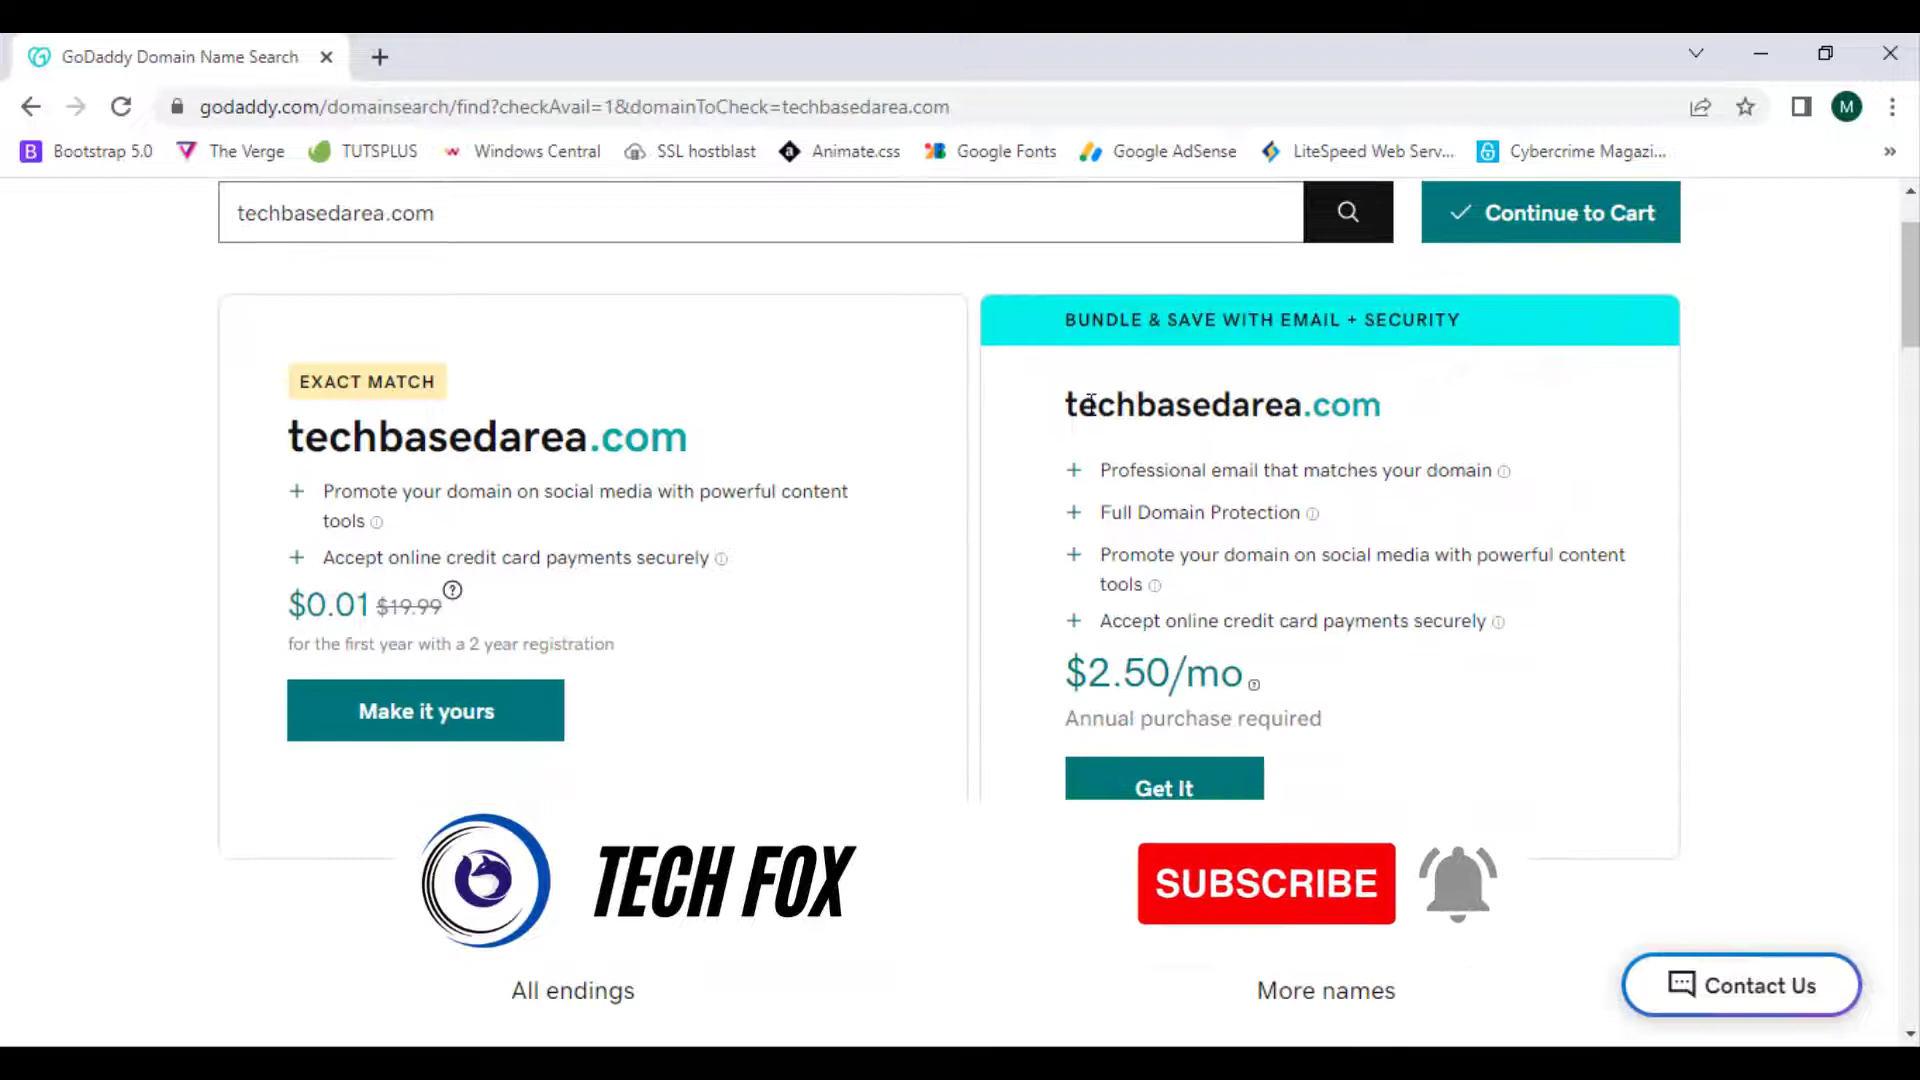 GoDaddy Domain Name Search
godaddy.com/domainsearch/find?checkAvail=1&domainToCheck=techbasedarea.com
M
B Bootstrap 5.0 The Verge TUTSPLUS Windows Central SSL hostblast Animate.css Google Fonts Google AdSense LiteSpeed Web Serv... Cybercrime Magazi...
techbasedarea.com
Continue to Cart
EXACT MATCH
techbasedarea.com
Promote your domain on social media with powerful content
tools
Accept online credit card payments securely
$0.01 $19.99
for the first year with a 2 year registration
Make it yours
BUNDLE & SAVE WITH EMAIL + SECURITY
techbasedarea.com
Professional email that matches your domain
Full Domain Protection
Promote your domain on social media with powerful content
tools
Accept online credit card payments securely
$2.50/mo
Annual purchase required
Get It
TECH FOX
SUBSCRIBE
All endings
More names
Contact Us